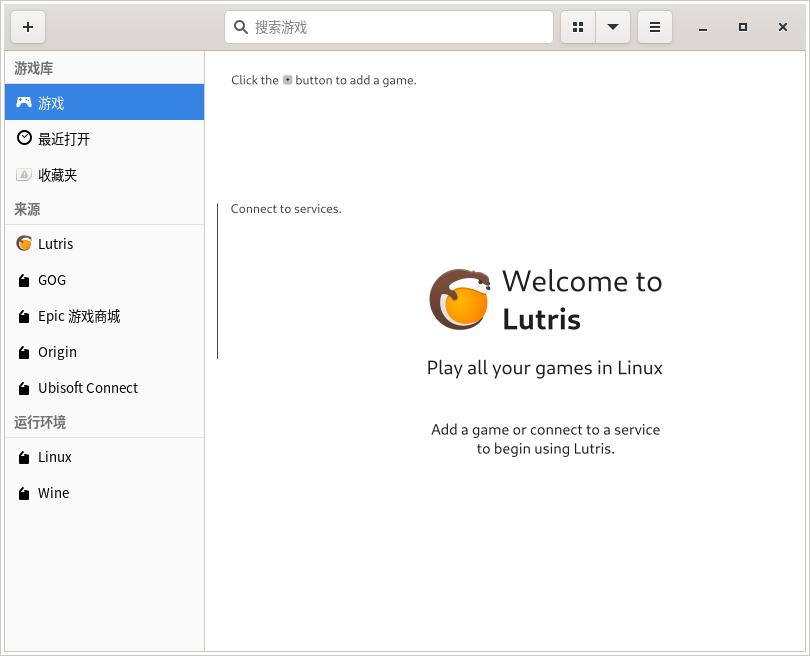 搜索游戏
游戏库
游戏
最近打开
收藏夹
来源
Lutris
GOG
Epic 游戏商城
Origin
Ubisoft Connect
运行环境
Linux
Wine
Click the + button to add a game.
Connect to services.
Welcome to
Lutris
Play all your games in Linux
Add a game or connect to a service
to begin using Lutris.